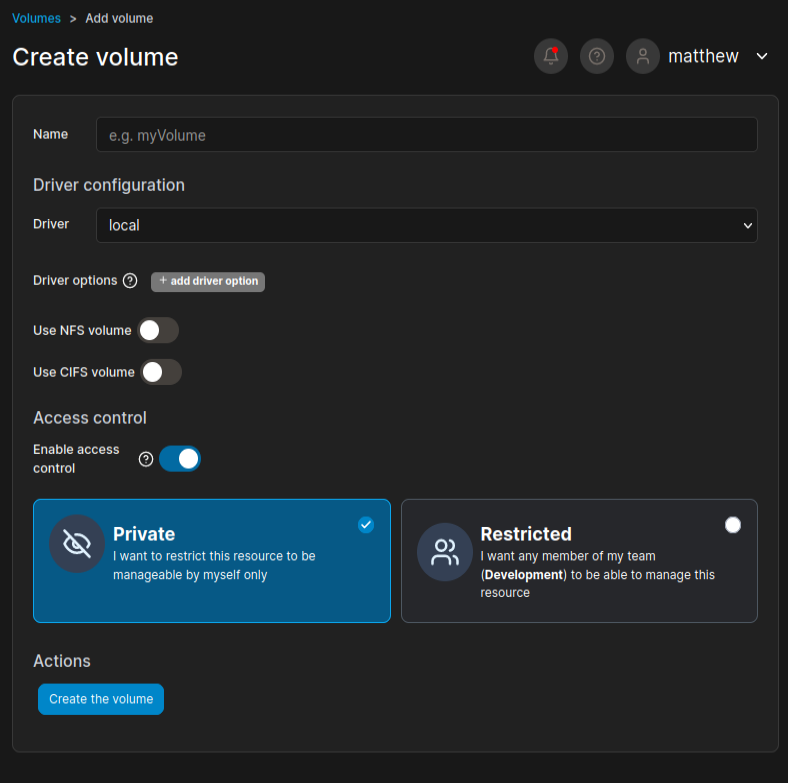 Volumes > Add volume
Create volume
matthew
Name
e.g. myVolume
Driver configuration
Driver
local
Driver options
+ add driver option
Use NFS volume
Use CIFS volume
Access control
Enable access
control
Private
I want to restrict this resource to be
manageable by myself only
Restricted
I want any member of my team
(Development) to be able to manage this
resource
Actions
Create the volume